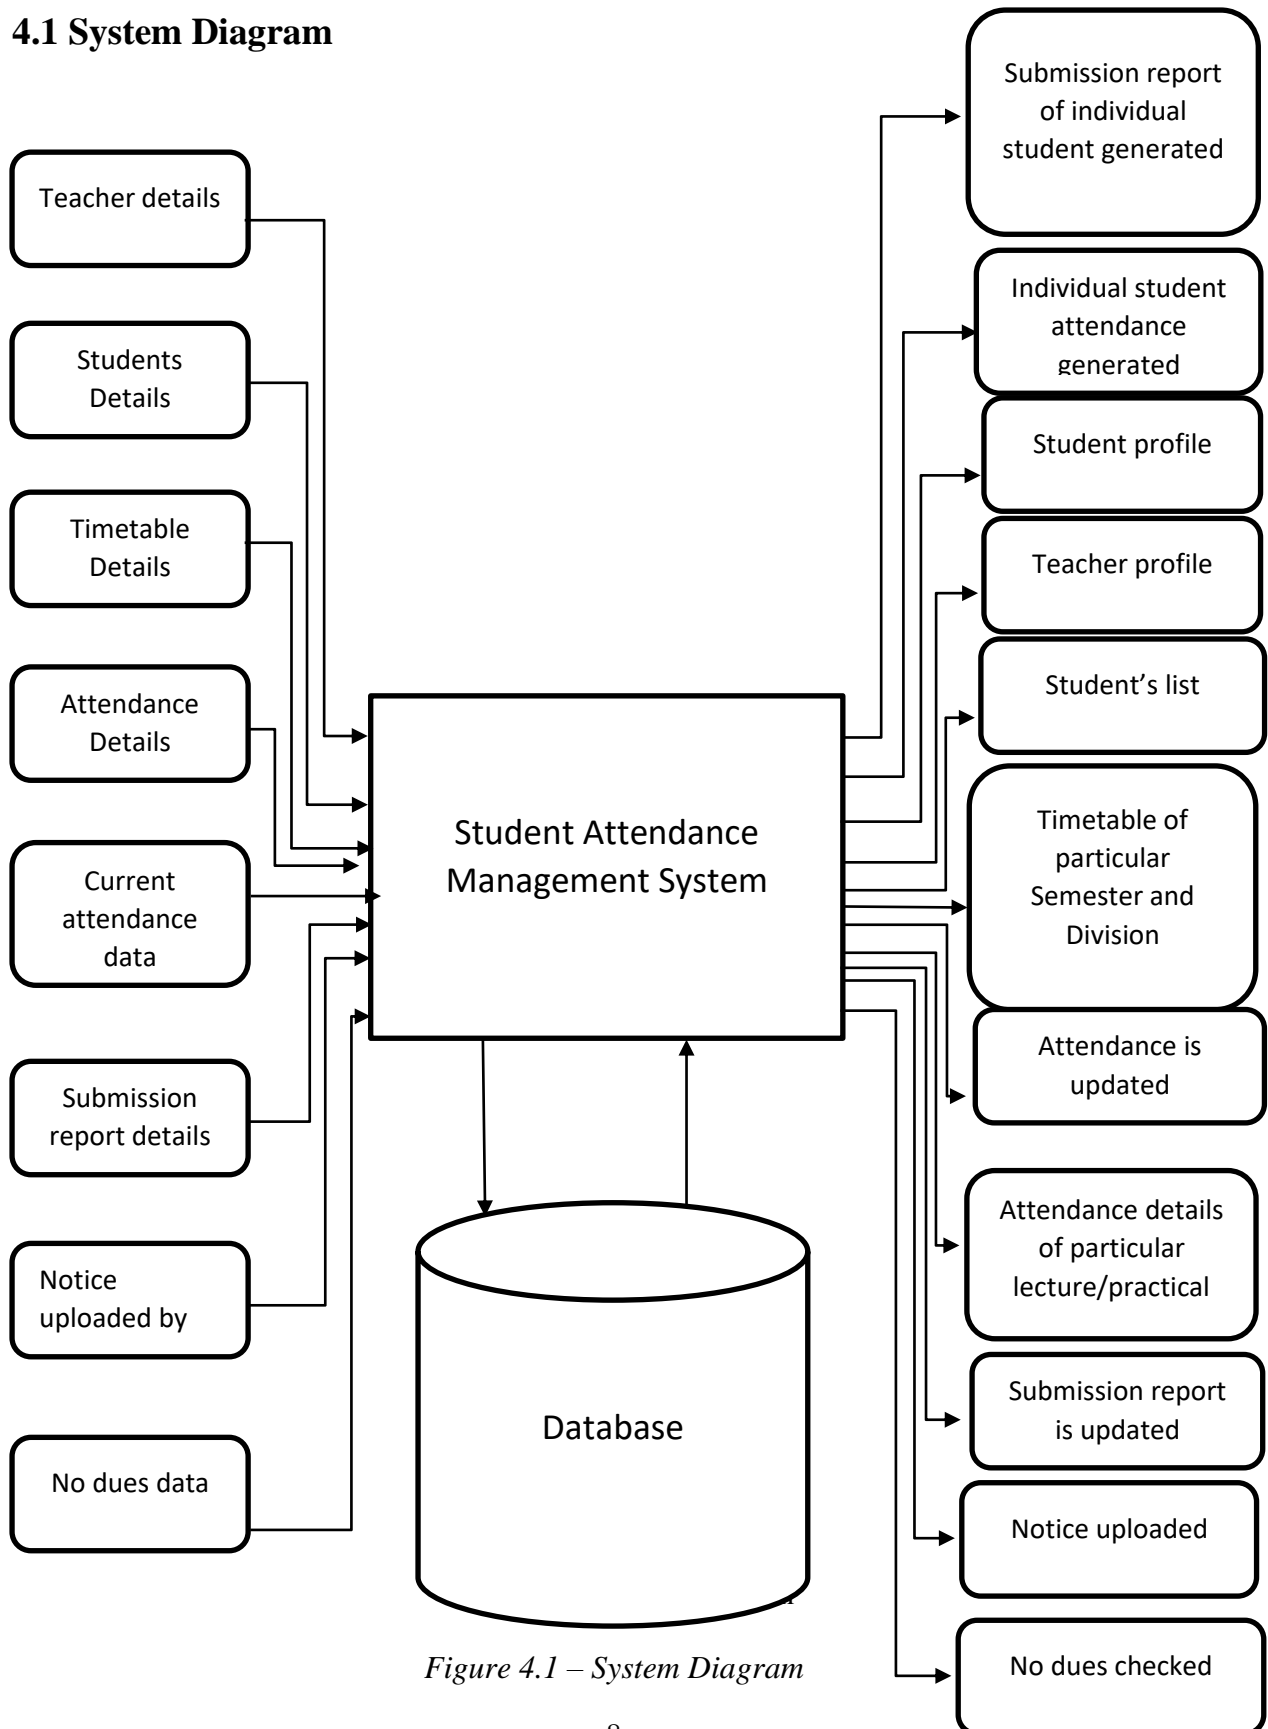 4.1 System Diagram
Teacher details
Students
Details
Timetable
Details
Attendance
Details
Current
attendance
data
Submission
report details
Notice
uploaded by
No dues data
Student Attendance
Management System
Database
Submission report
of individual
student generated
Individual student
attendance
generated
Student profile
Teacher profile
Student’s list
Timetable of
particular
Semester and
Division
Attendance is
updated
Attendance details
of particular
lecture/practical
Submission report
is updated
Notice uploaded
No dues checked
Figure 4.1 – System Diagram